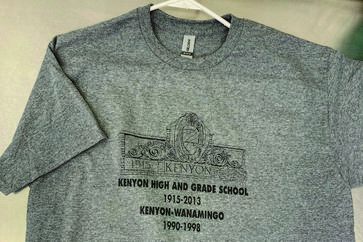 1915 KENYON
KENYON HIGH AND GRADE SCHOOL
1915-2013
KENYON-WANAMINGO
1990-1998